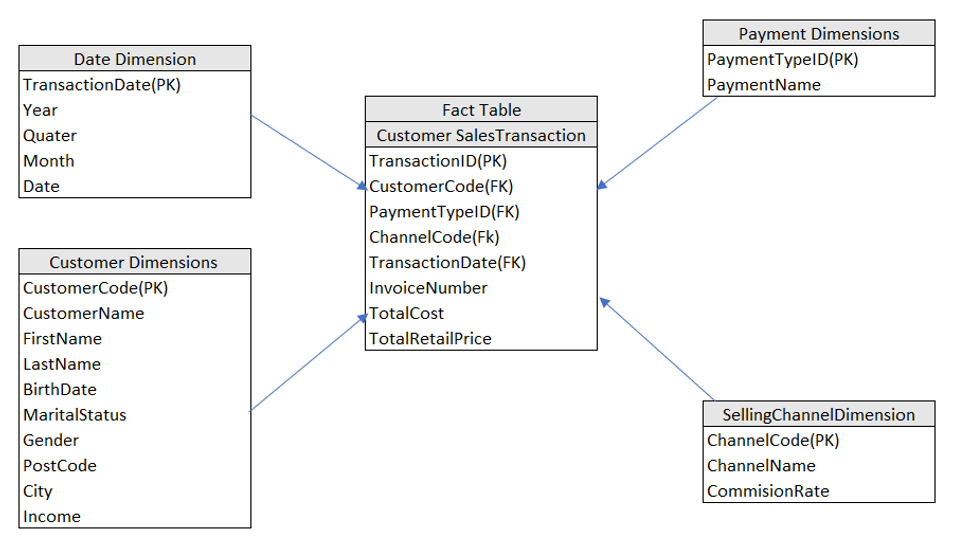 Date Dimension
TransactionDate(PK)
Year
Quater
Month
Date
Customer Dimensions
CustomerCode(PK)
CustomerName
FirstName
LastName
BirthDate
MaritalStatus
Gender
PostCode
City
Income
Fact Table
Customer SalesTransaction
TransactionID(PK)
CustomerCode(FK)
PaymentTypeID(FK)
ChannelCode(Fk)
TransactionDate(FK)
InvoiceNumber
TotalCost
TotalRetailPrice
Payment Dimensions
PaymentTypeID(PK)
PaymentName
SellingChannelDimension
ChannelCode(PK)
ChannelName
CommisionRate